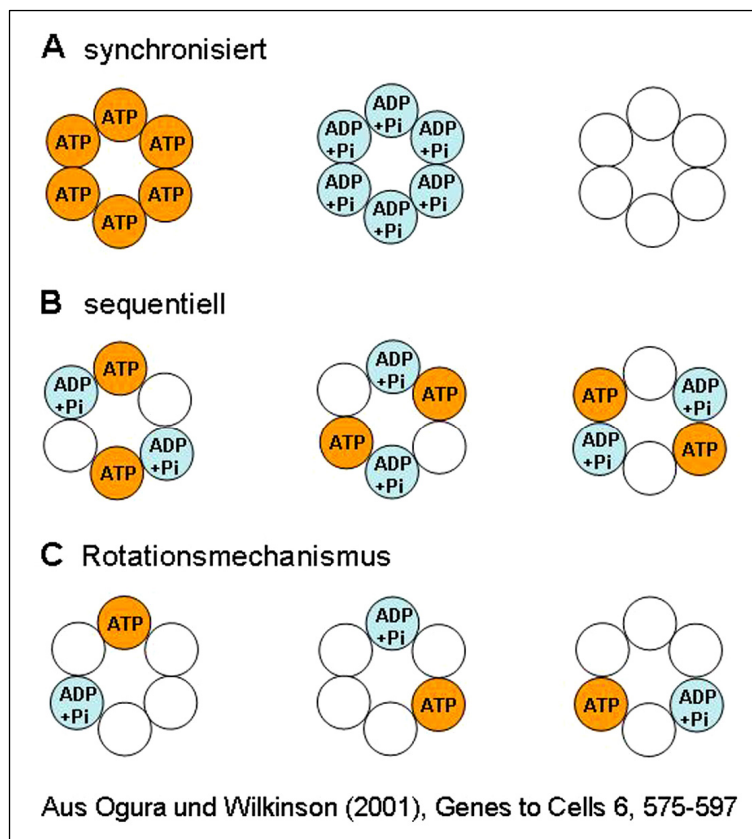 A synchronisiert
ATP
ATP
ATP
ATP
ATP
ATP
ADP
+Pi
ADP
+Pi
ADP
+Pi
ADP
+Pi
ADP
+Pi
ADP
+Pi
B sequentiell
ATP
ADP
+Pi
ADP
+Pi
ATP
ADP
+Pi
ATP
ATP
ADP
+Pi
ATP
ADP
+Pi
ADP
+Pi
ATP
C Rotationsmechanismus
ATP
ADP
+Pi
ADP
+Pi
ATP
ATP
ADP
+Pi
Aus Ogura und Wilkinson (2001), Genes to Cells 6, 575-597